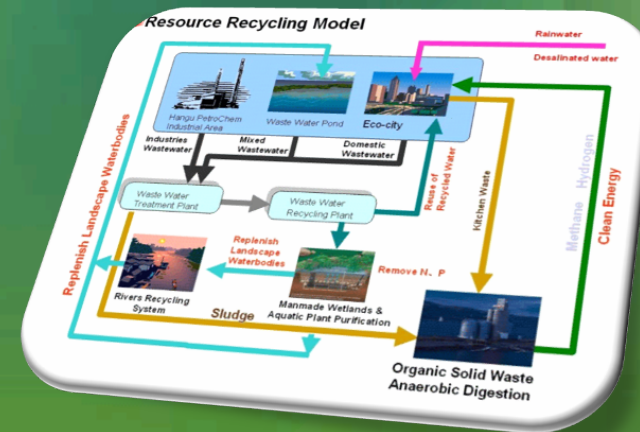 Resource Recycling Model
Rainwater
Desalinated water
Hangu PetroChem
Industrial Area
Waste Water Pond
Eco-city
Industries
Wastewater
Mixed
Wastewater
Domestic
Wastewater
Waste Water
Treatment Plant
Waste Water
Recycling Plant
Reuse of
Recycled Water
Kitchen Waste
Methane Hydrogen
Clean Energy
Replenish Landscape Waterbodies
Replenish
Landscape
Waterbodies
Remove N、P
Rivers Recycling
System
Manmade Wetlands &
Aquatic Plant Purification
Sludge
Organic Solid Waste
Anaerobic Digestion